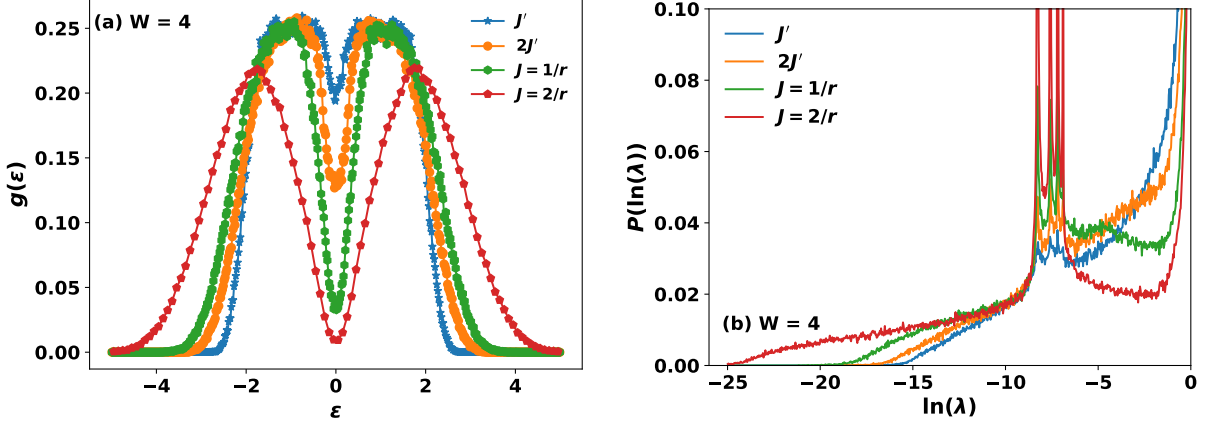 (a) W = 4
J′
2J′
J = 1/r
J = 2/r
0.25
0.20
0.15
0.10
0.05
0.00
g(ε)
−4
−2
0
2
4
ε
J′
2J′
J = 1/r
J = 2/r
(b) W = 4
0.10
0.08
0.06
0.04
0.02
0.00
P(ln(λ))
−25
−20
−15
−10
−5
0
ln(λ)